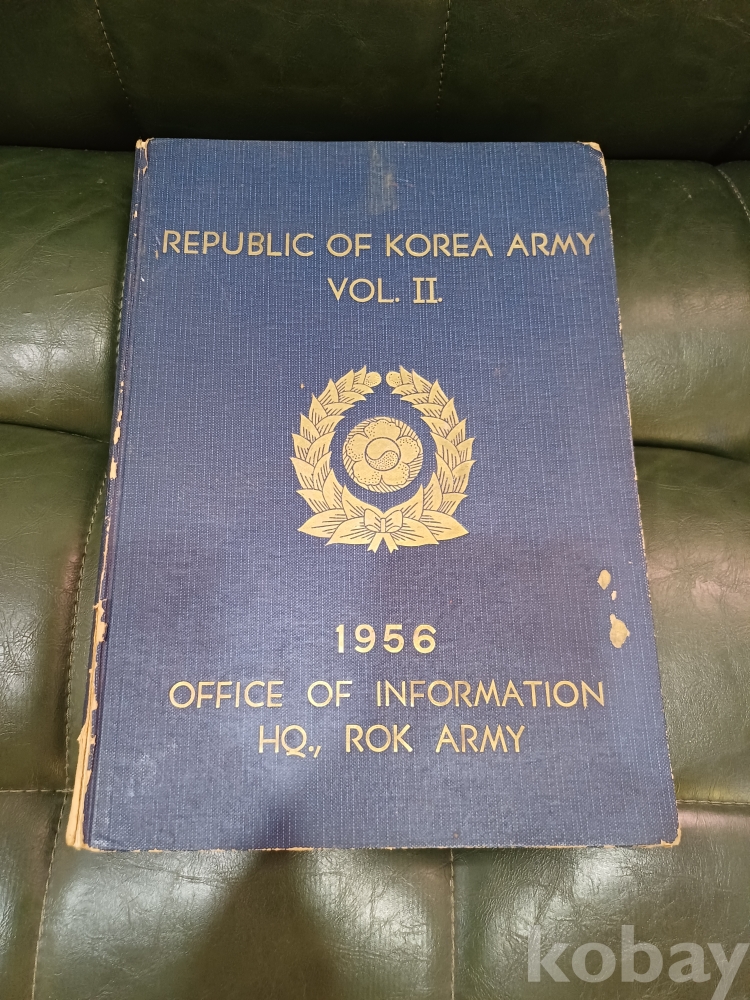 REPUBLIC OF KOREA ARMY
VOL. II.
1956
OFFICE OF INFORMATION
HQ., ROK ARMY
kobay